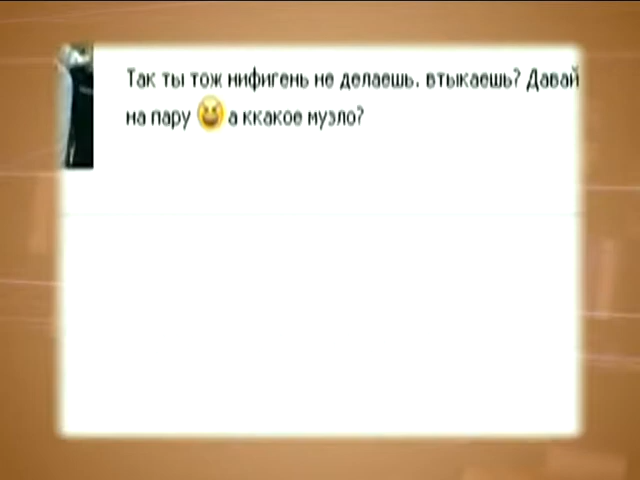 Так ты тож нифигень не делаешь. втыкаешь? Давай
на пару 😆 а ккакое музло?